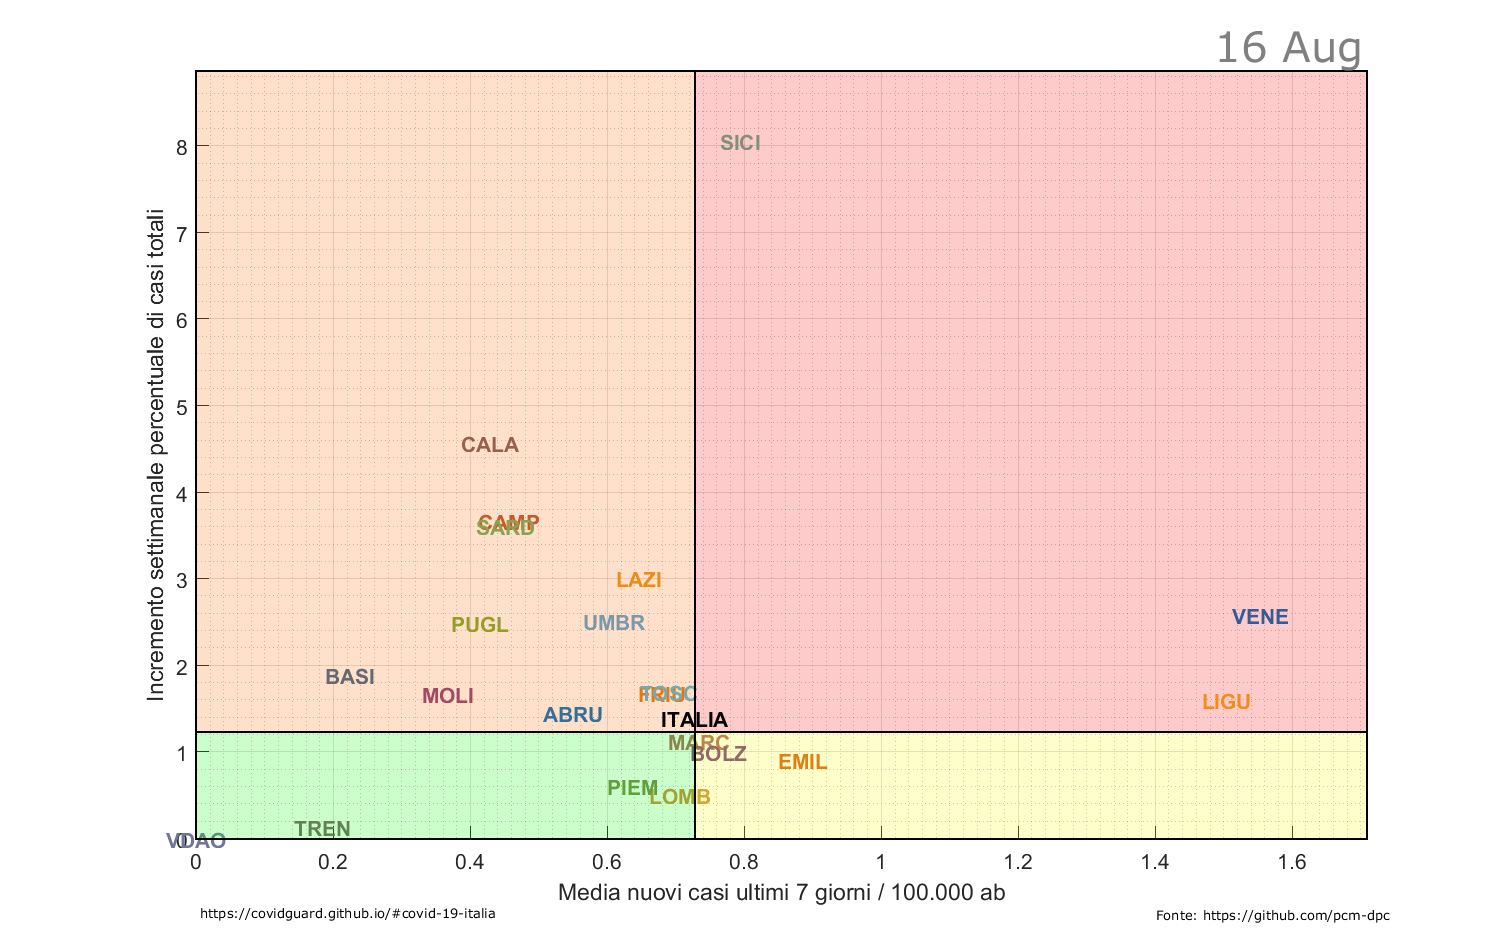 16 Aug
Incremento settimanale percentuale di casi totali
8
7
6
5
4
3
2
1
0
SICI
CALA
CAMP
SARD
LAZI
UMBR
PUGL
VENE
BASI
MOLI
TOSC
LIGU
ABRU
ITALIA
MARC
BOLZ
EMIL
PIEM
LOMB
TREN
VDAO
0 0.2 0.4 0.6 0.8 1 1.2 1.4 1.6
Media nuovi casi ultimi 7 giorni / 100.000 ab
https://covidguard.github.io/#covid-19-italia
Fonte: https://github.com/pcm-dpc